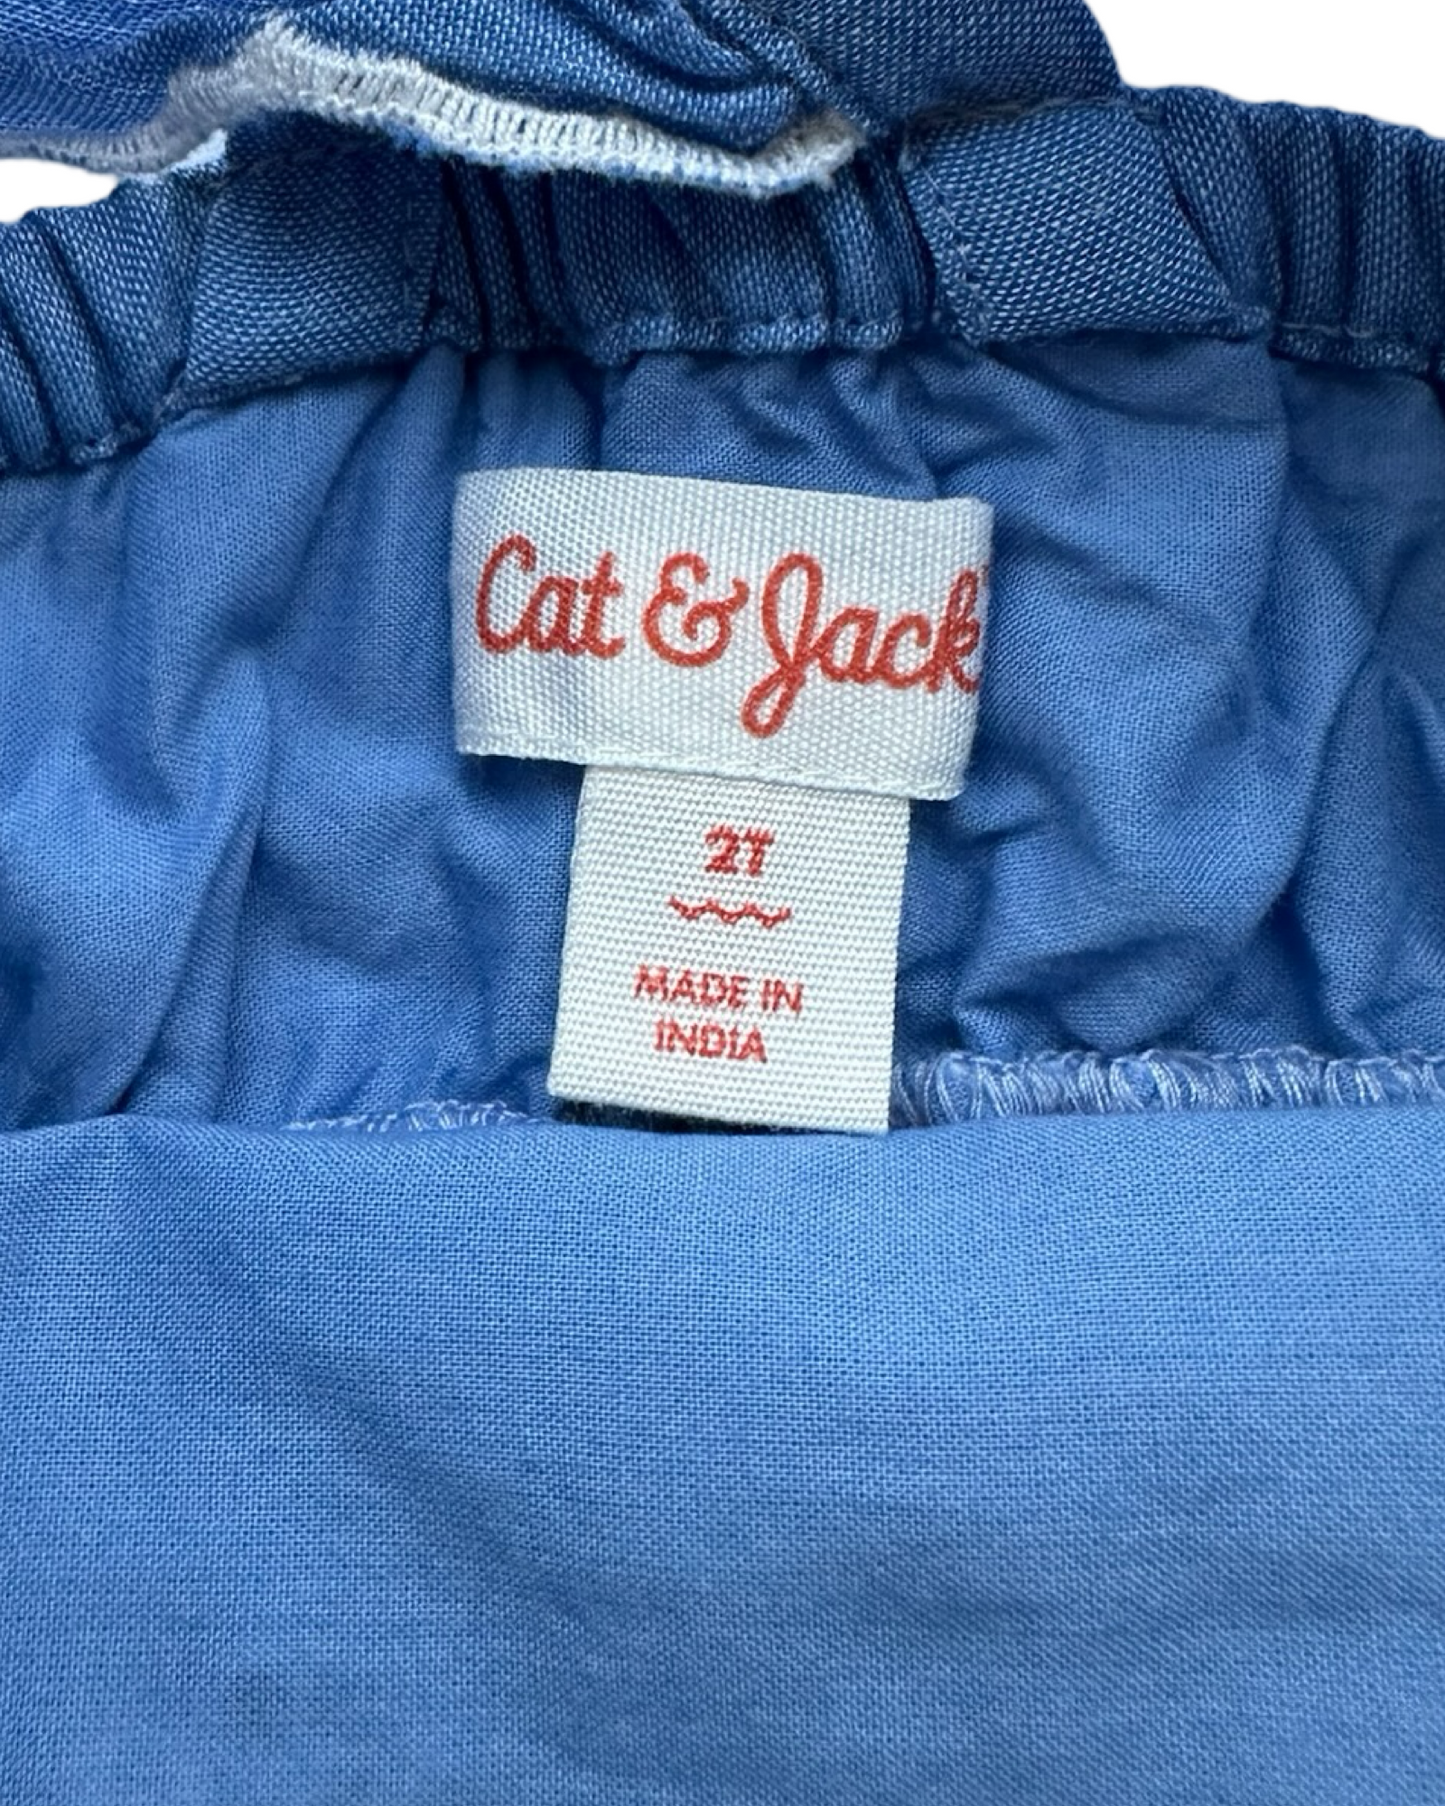 Cat & Jack
2T
MADE IN
INDIA